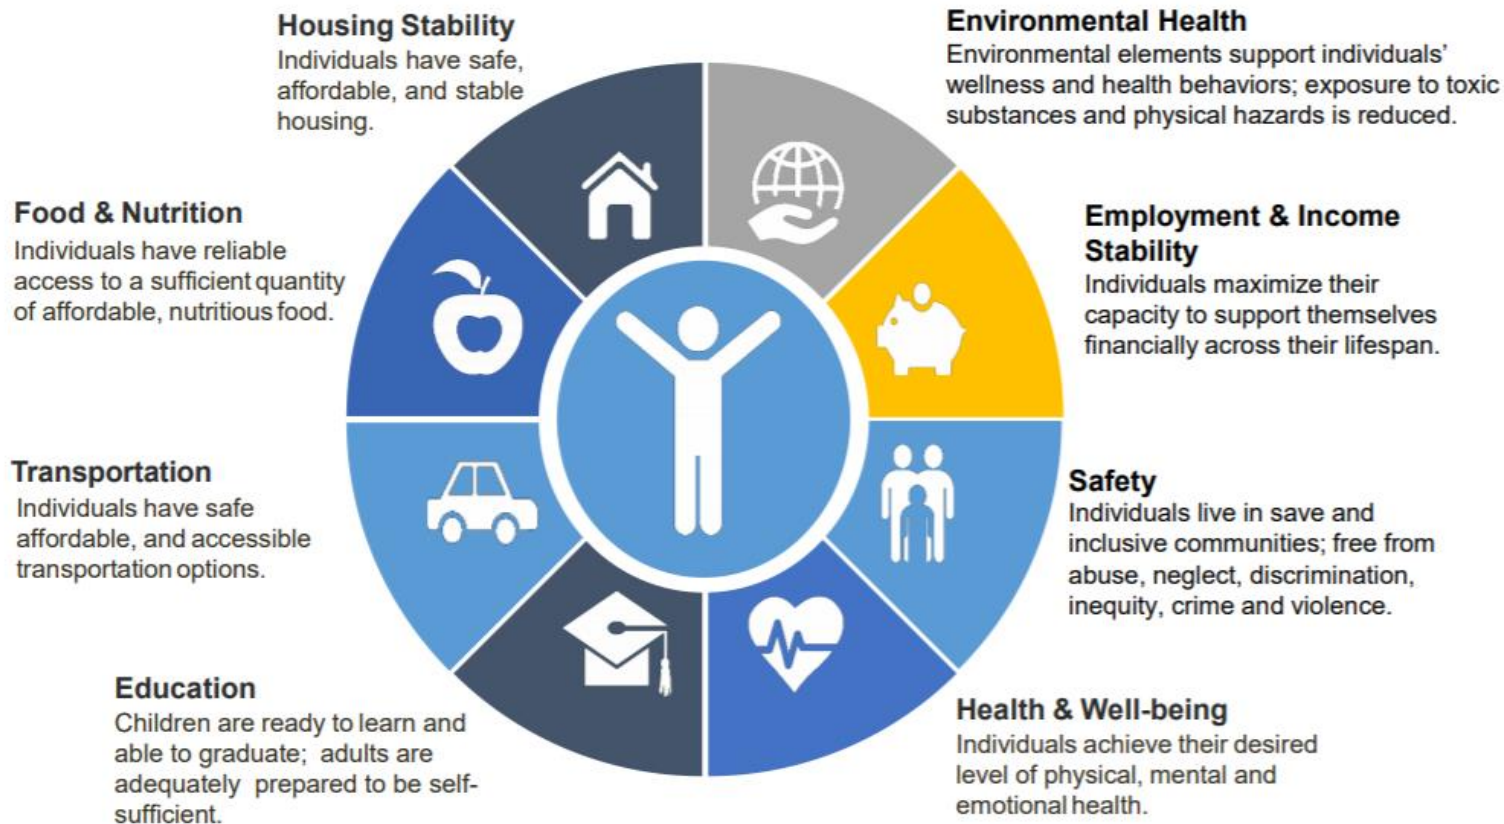 Housing Stability
Individuals have safe,
affordable, and stable
housing.
Environmental Health
Environmental elements support individuals’
wellness and health behaviors; exposure to toxic
substances and physical hazards is reduced.
Food & Nutrition
Individuals have reliable
access to a sufficient quantity
of affordable, nutritious food.
Employment & Income
Stability
Individuals maximize their
capacity to support themselves
financially across their lifespan.
Transportation
Individuals have safe
affordable, and accessible
transportation options.
Safety
Individuals live in save and
inclusive communities; free from
abuse, neglect, discrimination,
inequity, crime and violence.
Education
Children are ready to learn and
able to graduate; adults are
adequately prepared to be self-
sufficient.
Health & Well-being
Individuals achieve their desired
level of physical, mental and
emotional health.